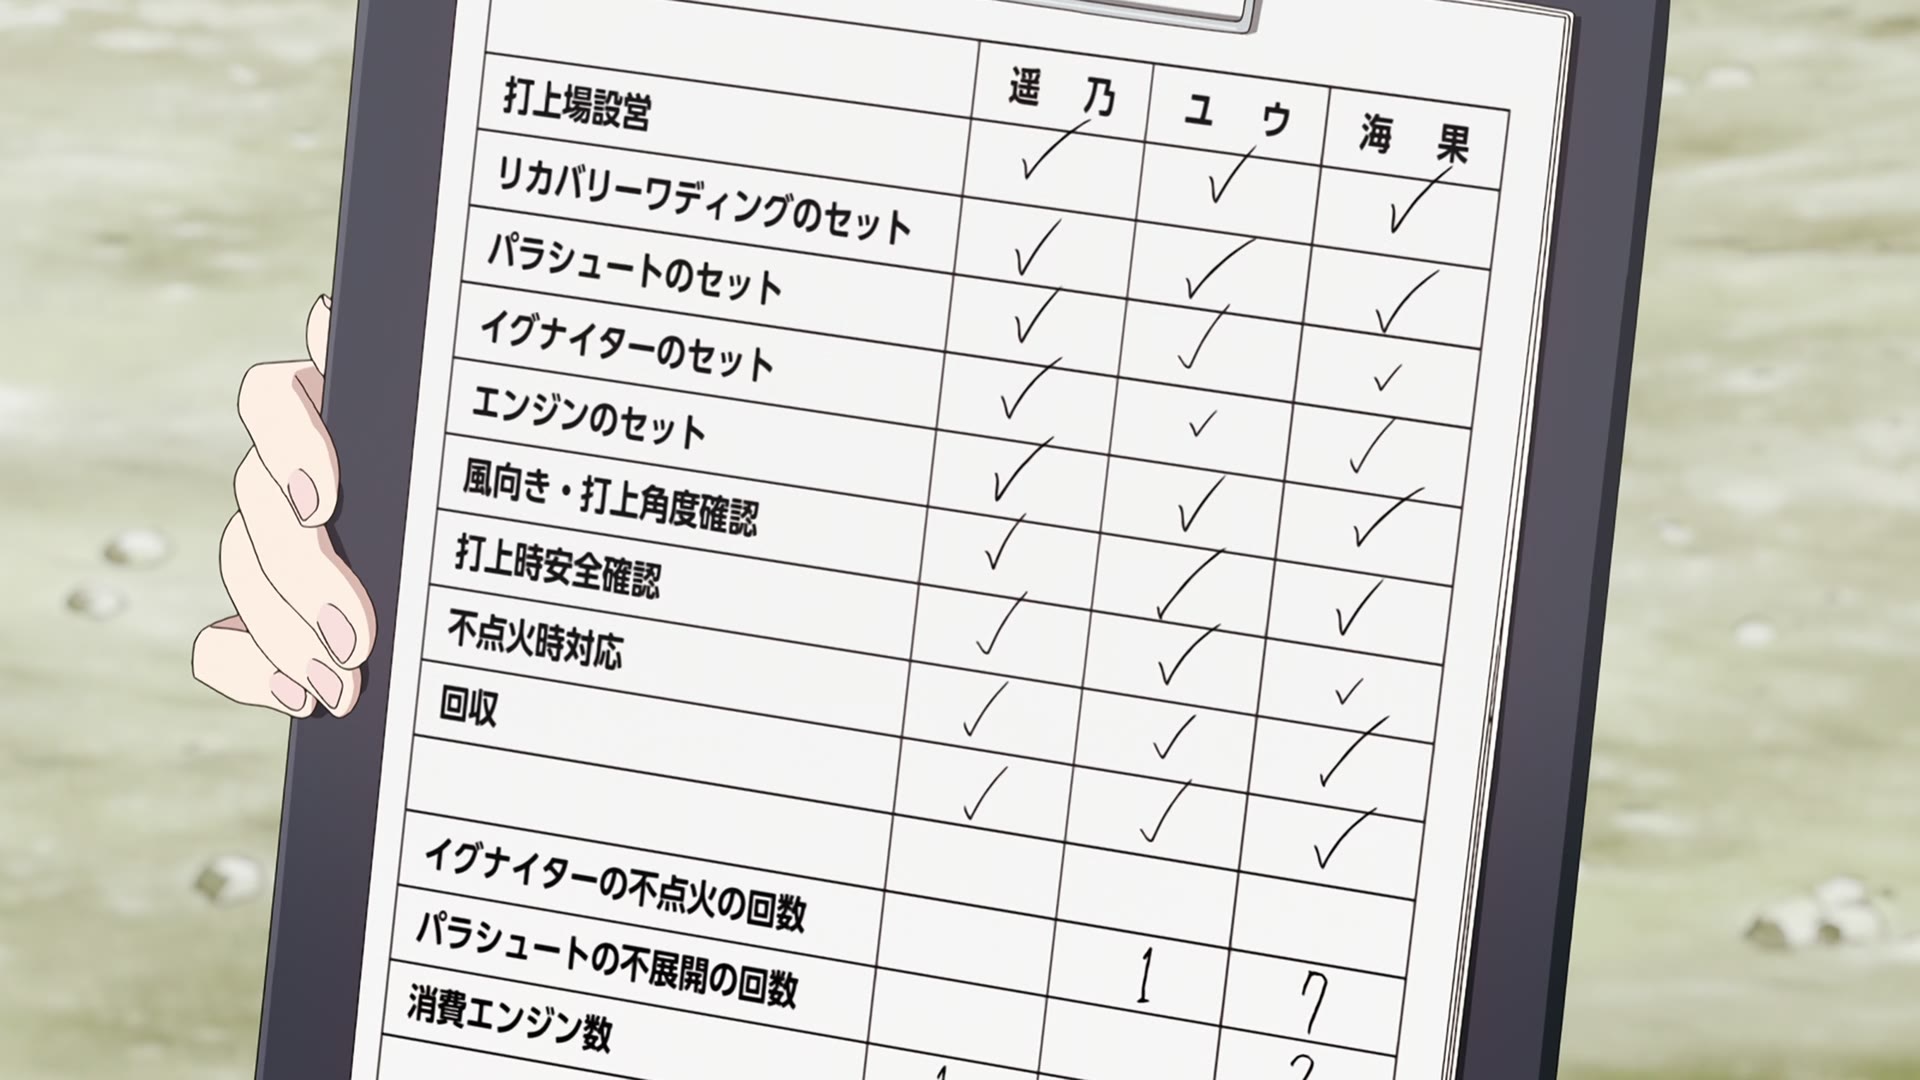 遥乃 ユウ 海果
打上場設営 ✓ ✓ ✓
リカバリーワディングのセット ✓ ✓ ✓
パラシュートのセット ✓ ✓ ✓
イグナイターのセット ✓ ✓ ✓
エンジンのセット ✓ ✓ ✓
風向き・打上角度確認 ✓ ✓ ✓
打上時安全確認 ✓ ✓ ✓
不点火時対応 ✓ ✓ ✓
回収 ✓ ✓ ✓
イグナイターの不点火の回数 1 7
パラシュートの不展開の回数
消費エンジン数